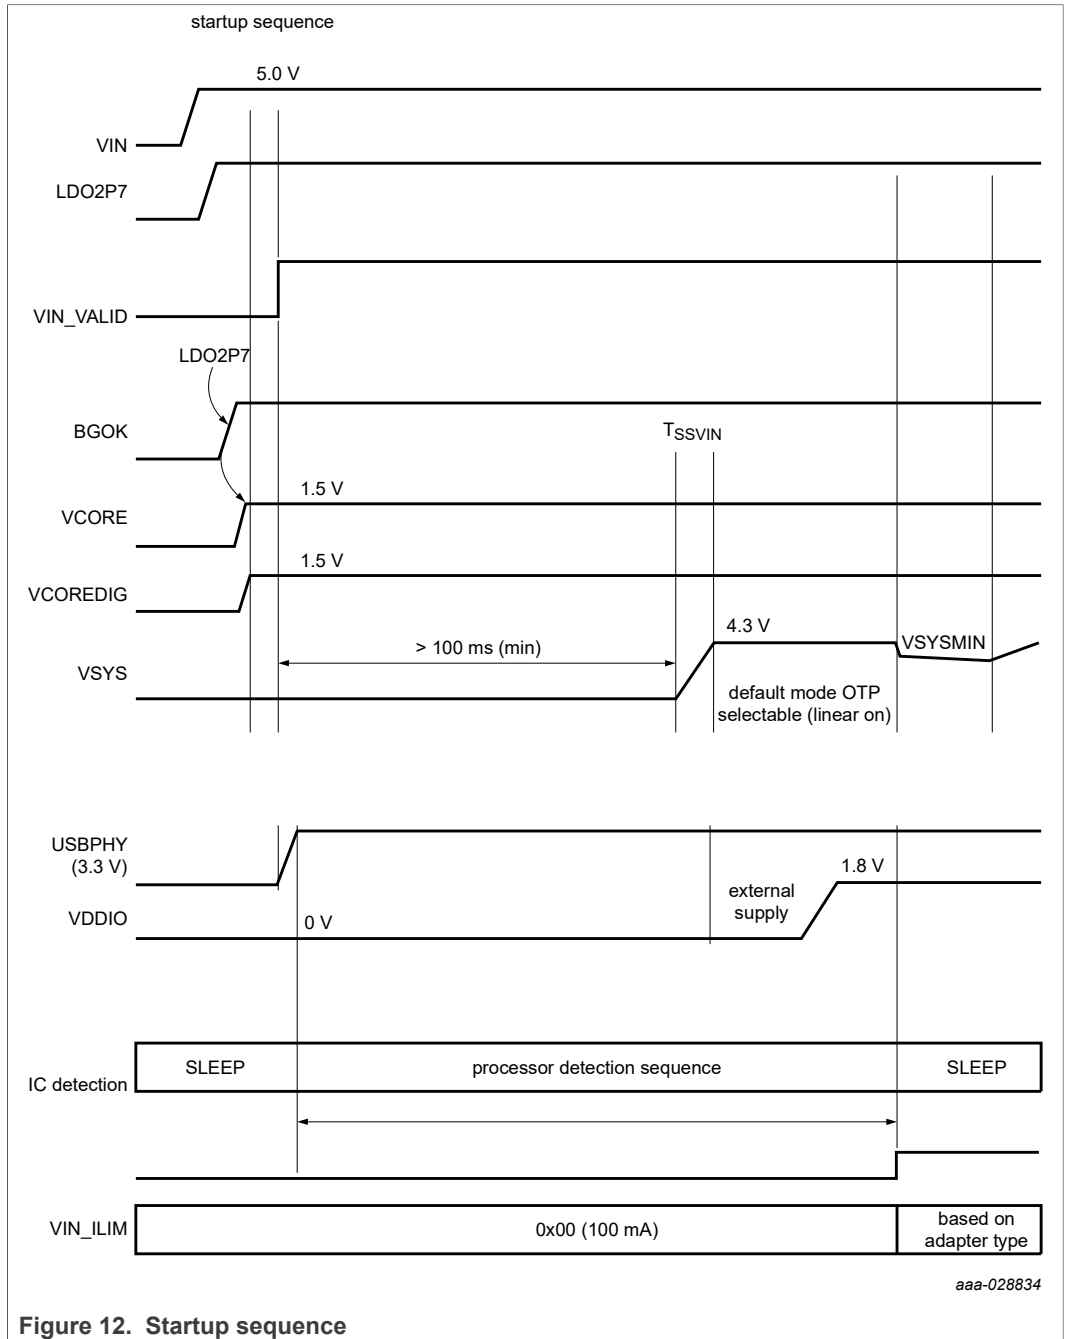 startup sequence
5.0 V
VIN
LDO2P7
VIN_VALID
LDO2P7
BGOK
TSSVIN
1.5 V
VCORE
1.5 V
VCOREDIG
4.3 V
> 100 ms (min)
VSYSMIN
VSYS
default mode OTP
selectable (linear on)
USBPHY
(3.3 V)
1.8 V
external
supply
VDDIO
0 V
SLEEP
processor detection sequence
SLEEP
IC detection
VIN_ILIM
0x00 (100 mA)
based on
adapter type
aaa-028834
Figure 12. Startup sequence